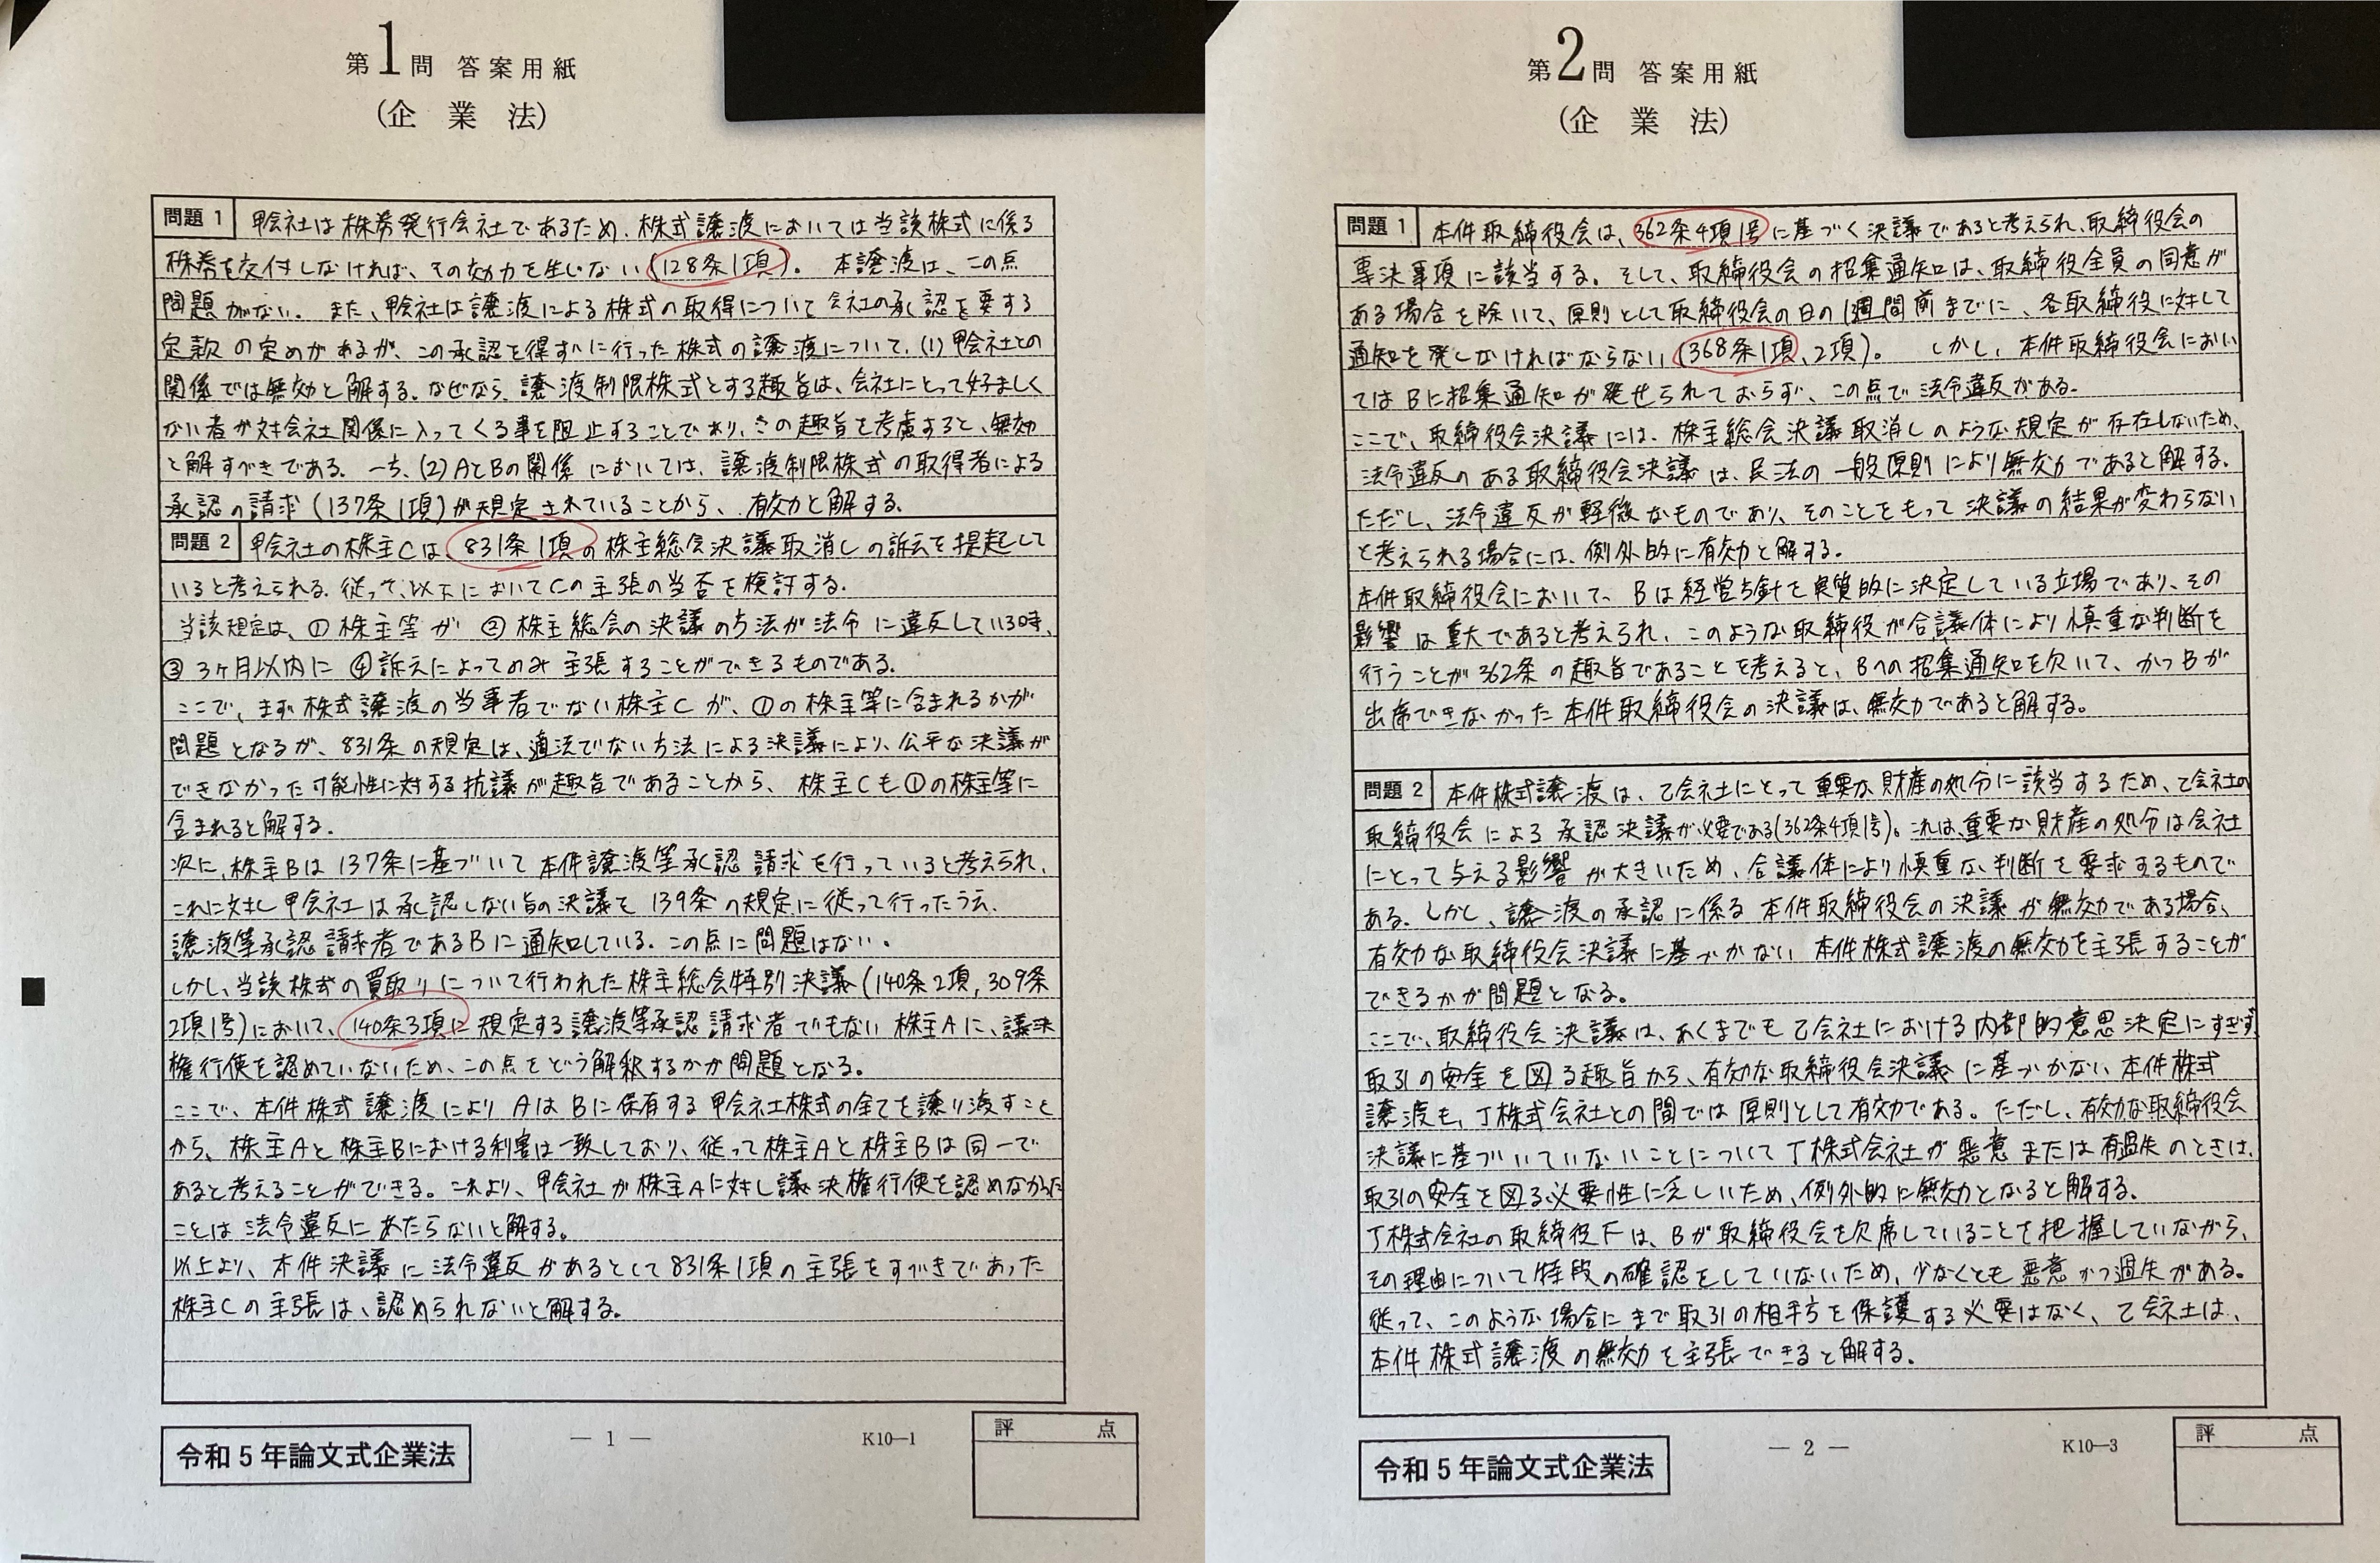 第1問 答案用紙
(企業法)
問題 1 甲会社は株券発行会社であるため、株式譲渡においては当該株式に係る
株券を交付しなければ、その効力を生じない(128条1項)。 本譲渡は、この点
問題がない。 また、甲会社は譲渡による株式の取得について会社の承認を要する
定款の定めがあるが、この承認を得ずに行った株式の譲渡について、(1)甲会社との
関係では無効と解する。なぜなら、譲渡制限株式とする趣旨は、会社にとって好ましく
ない者が対会社関係に入ってくる事を阻止することであり、この趣旨を考慮すると、無効
と解すべきである。一方、(2)AとBの関係においては、譲渡制限株式の取得者による
承認の請求(137条1項)が規定されていることから、有効と解する。
問題 2 甲会社の株主Cは、831条1項の株主総会決議取消しの訴えを提起して
いると考えられる。従って、以下においてCの主張の当否を検討する。
当該規定は、①株主等が ②株主総会の決議の方法が法令に違反している時、
③3ヶ月以内に ④訴えによってのみ主張することができるものである。
ここで、まず株式譲渡の当事者でない株主Cが、①の株主等に含まれるかが
問題となるが、831条の規定は、適法でない方法による決議により、公平な決議が
できなかった可能性に対する抗議が趣旨であることから、株主Cも①の株主等に
含まれると解する。
次に、株主Bは137条に基づいて本件譲渡等承認請求を行っていると考えられ、
これに対し甲会社は承認しない旨の決議を139条の規定に従って行ったうえ、
譲渡等承認請求者であるBに通知している。この点に問題はない。
しかし、当該株式の買取りについて行われた株主総会特別決議(140条2項,309条
2項1号)において、140条3項に規定する譲渡等承認請求者でもない株主Aに、議決
権行使を認めていないため、この点をどう解釈するかが問題となる。
ここで、本件株式譲渡によりAはBに保有する甲会社株式の全てを譲り渡すこと
から、株主Aと株主Bにおける利害は一致しており、従って株主Aと株主Bは同一で
あると考えることができる。これより、甲会社が株主Aに対し議決権行使を認めなかった
ことは法令違反にあたらないと解する。
以上より、本件決議に法令違反があるとして831条1項の主張をすべきであった
株主Cの主張は、認められないと解する。
令和5年論文式企業法
— 1 —
K10—1
評 点
第2問 答案用紙
(企業法)
問題 1 本件取締役会は、362条4項1号に基づく決議であると考えられ、取締役会の
専決事項に該当する。そして、取締役会の招集通知は、取締役全員の同意が
ある場合を除いて、原則として取締役会の日の1週間前までに、各取締役に対して
通知を発しなければならない(368条1項、2項)。 しかし、本件取締役会におい
てはBに招集通知が発せられておらず、この点で法令違反がある。
ここで、取締役会決議には、株主総会決議取消しのような規定が存在しないため、
法令違反のある取締役会決議は、民法の一般原則により無効であると解する。
ただし、法令違反が軽微なものであり、そのことをもって決議の結果が変わらない
と考えられる場合には、例外的に有効と解する。
本件取締役会において、Bは経営方針を実質的に決定している立場であり、その
影響は重大であると考えられ、このような取締役が合議体により慎重な判断を
行うことが362条の趣旨であることを考えると、Bへの招集通知を欠いて、かつBが
出席できなかった本件取締役会の決議は、無効であると解する。
問題 2 本件株式譲渡は、乙会社にとって重要な財産の処分に該当するため、乙会社の
取締役会による承認決議が必要である(362条4項1号)。これは、重要な財産の処分は会社
にとって与える影響が大きいため、合議体により慎重な判断を要求するもので
ある。しかし、譲渡の承認に係る本件取締役会の決議が無効である場合、
有効な取締役会決議に基づかない本件株式譲渡の無効を主張することが
できるかが問題となる。
ここで、取締役会決議は、あくまでも乙会社における内部的意思決定にすぎず、
取引の安全を図る趣旨から、有効な取締役会決議に基づかない本件株式
譲渡も、丁株式会社との間では原則として有効である。ただし、有効な取締役会
決議に基づいていないことについて丁株式会社が悪意または有過失のときは、
取引の安全を図る必要性に乏しいため、例外的に無効となると解する。
丁株式会社の取締役Fは、Bが取締役会を欠席していることを把握していながら、
その理由について特段の確認をしていないため、少なくとも悪意かつ過失がある。
従って、このような場合にまで取引の相手方を保護する必要はなく、乙会社は、
本件株式譲渡の無効を主張できると解する。
令和5年論文式企業法
— 2 —
K10—3
評 点